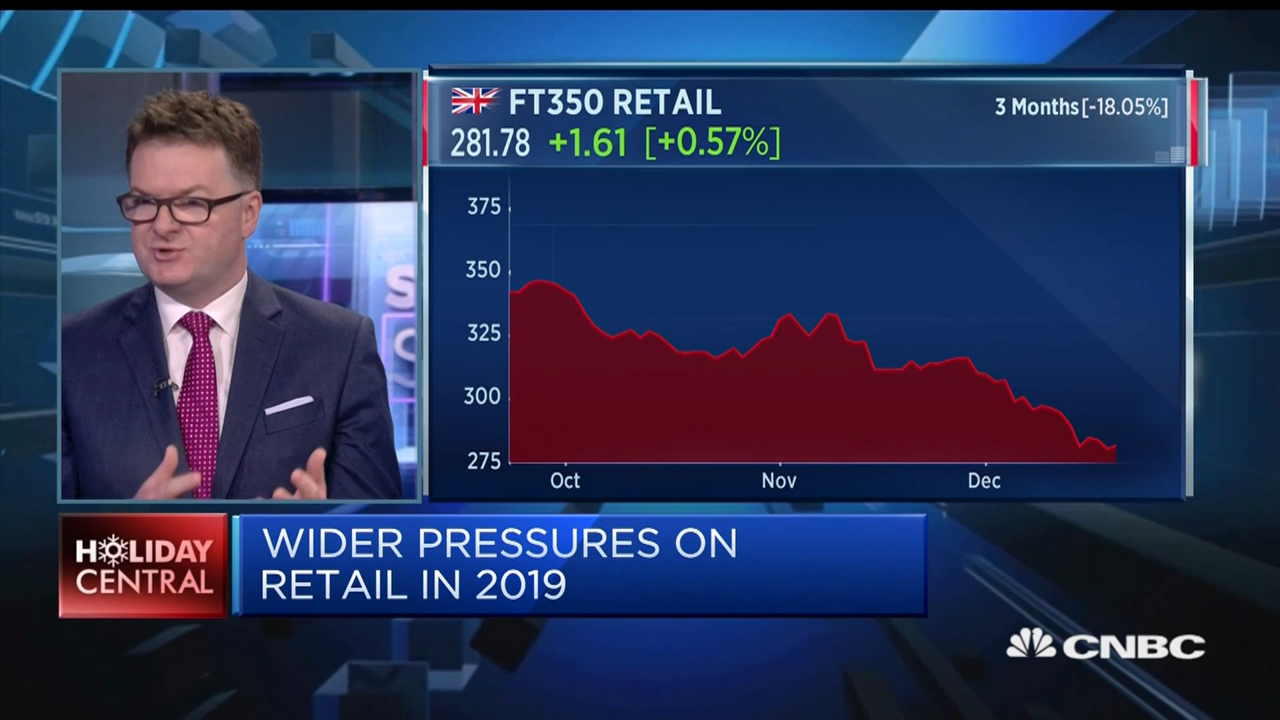 FT350 RETAIL
3 Months[-18.05%]
281.78 +1.61 [+0.57%]
375
350
325
300
275
Oct Nov Dec
HOLIDAY
CENTRAL
WIDER PRESSURES ON
RETAIL IN 2019
CNBC